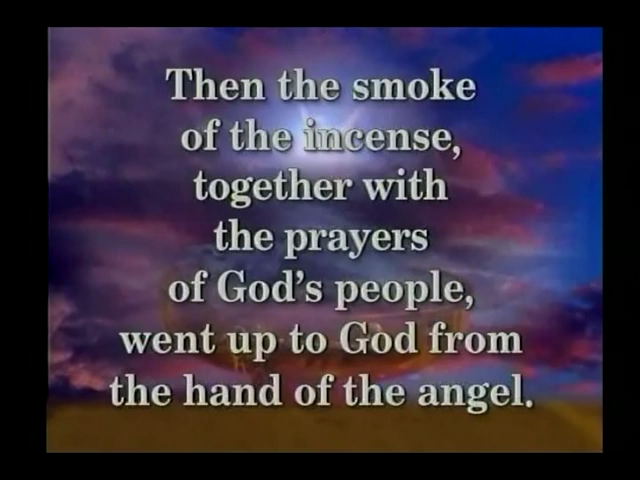 Then the smoke
of the incense,
together with
the prayers
of God's people,
went up to God from
the hand of the angel.